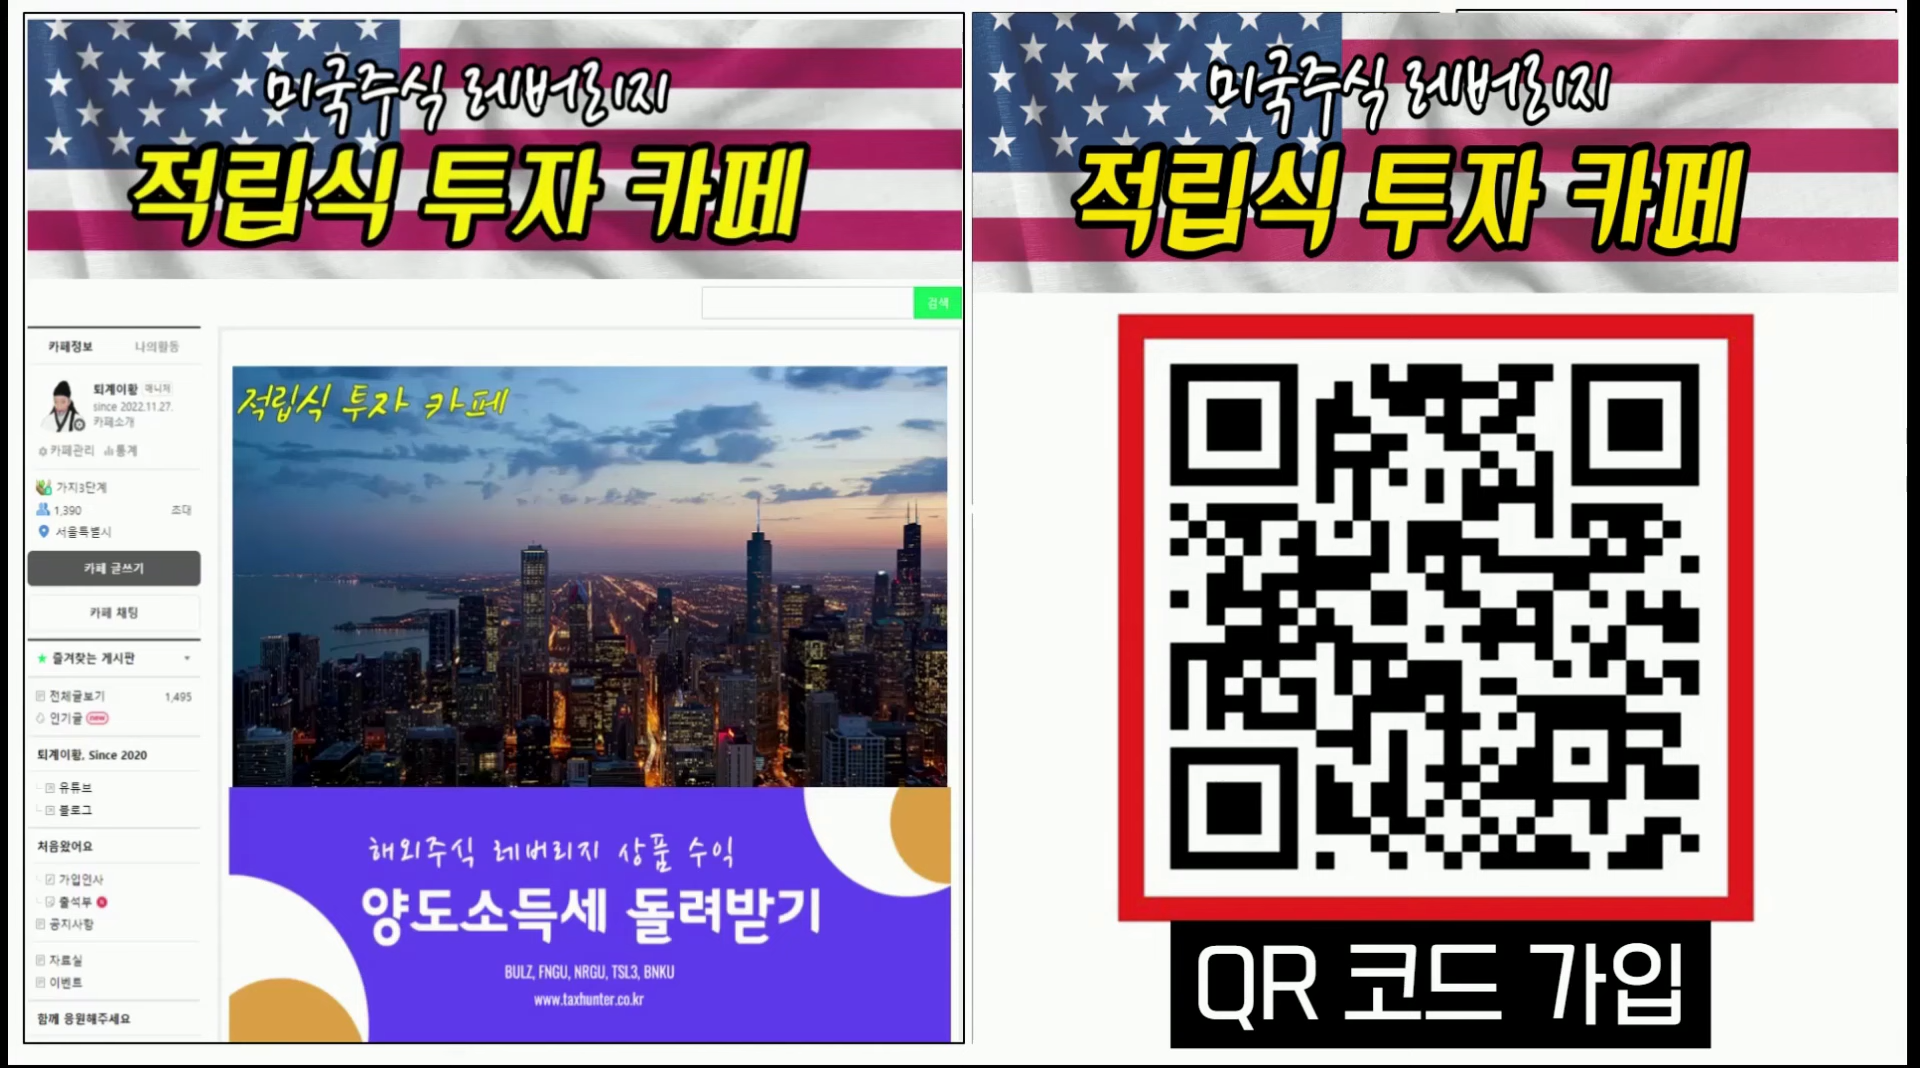 미국주식 레버리지
적립식 투자 카페
검색
카페정보 나의활동
퇴계이황 매니저
since 2022.11.27.
카페소개
카페관리 통계
가지3단계
1,390 초대
서울특별시
카페 글쓰기
카페 채팅
즐겨찾는 게시판
전체글보기 1,495
인기글 new
퇴계이황, Since 2020
유튜브
블로그
처음왔어요
가입인사
출석부 N
공지사항
자료실
이벤트
함께 응원해주세요
적립식 투자 카페
해외주식 레버리지 상품 수익
양도소득세 돌려받기
BULZ, FNGU, NRGU, TSL3, BNKU
www.taxhunter.co.kr
미국주식 레버리지
적립식 투자 카페
QR 코드 가입